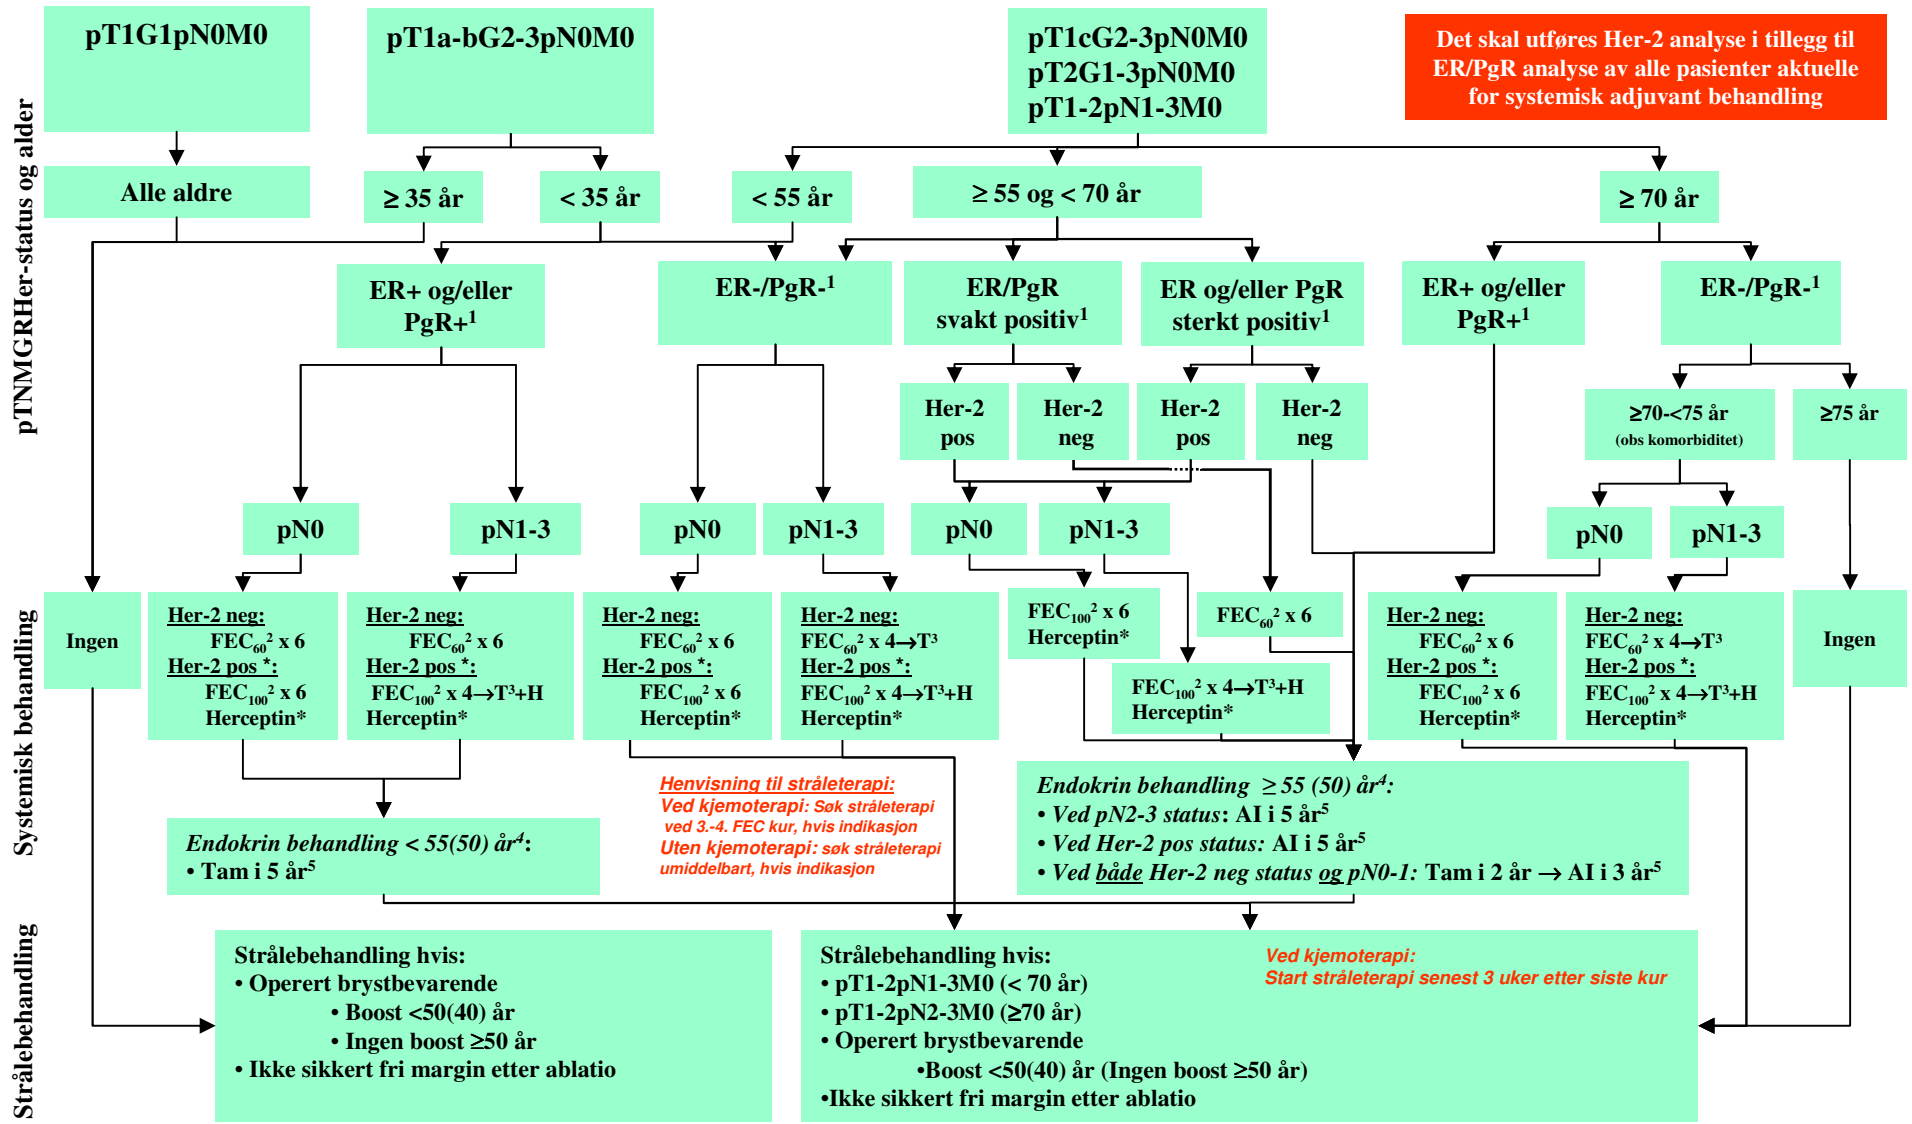 pTNMGRHer-status og alder
pT1G1pN0M0
pT1a-bG2-3pN0M0
pT1cG2-3pN0M0
pT2G1-3pN0M0
pT1-2pN1-3M0
Det skal utføres Her-2 analyse i tillegg til
ER/PgR analyse av alle pasienter aktuelle
for systemisk adjuvant behandling
Alle aldre
≥ 35 år
< 35 år
< 55 år
≥ 55 og < 70 år
≥ 70 år
ER+ og/eller
PgR+¹
ER-/PgR-¹
ER/PgR
svakt positiv¹
ER og/eller PgR
sterkt positiv¹
ER+ og/eller
PgR+¹
ER-/PgR-¹
Her-2
pos
Her-2
neg
Her-2
pos
Her-2
neg
≥70-<75 år
(obs komorbiditet)
≥75 år
pN0
pN1-3
pN0
pN1-3
pN0
pN1-3
pN0
pN1-3
Systemisk behandling
Ingen
Her-2 neg:
FEC₆₀² x 6
Her-2 pos *:
FEC₁₀₀² x 6
Herceptin*
Her-2 neg:
FEC₆₀² x 6
Her-2 pos *:
FEC₁₀₀² x 4→T³+H
Herceptin*
Her-2 neg:
FEC₆₀² x 6
Her-2 pos *:
FEC₁₀₀² x 6
Herceptin*
Her-2 neg:
FEC₆₀² x 4→T³
Her-2 pos *:
FEC₁₀₀² x 4→T³+H
Herceptin*
FEC₁₀₀² x 6
Herceptin*
FEC₁₀₀² x 4→T³+H
Herceptin*
FEC₆₀² x 6
Her-2 neg:
FEC₆₀² x 6
Her-2 pos *:
FEC₁₀₀² x 6
Herceptin*
Her-2 neg:
FEC₆₀² x 4→T³
Her-2 pos *:
FEC₁₀₀² x 4→T³+H
Herceptin*
Ingen
Endokrin behandling < 55(50) år⁴:
• Tam i 5 år⁵
Henvisning til stråleterapi:
Ved kjemoterapi: Søk stråleterapi
ved 3.-4. FEC kur, hvis indikasjon
Uten kjemoterapi: søk stråleterapi
umiddelbart, hvis indikasjon
Endokrin behandling ≥ 55 (50) år⁴:
• Ved pN2-3 status: AI i 5 år⁵
• Ved Her-2 pos status: AI i 5 år⁵
• Ved både Her-2 neg status og pN0-1: Tam i 2 år → AI i 3 år⁵
Strålebehandling
Strålebehandling hvis:
• Operert brystbevarende
• Boost <50(40) år
• Ingen boost ≥50 år
• Ikke sikkert fri margin etter ablatio
Strålebehandling hvis:
• pT1-2pN1-3M0 (< 70 år)
• pT1-2pN2-3M0 (≥70 år)
• Operert brystbevarende
•Boost <50(40) år (Ingen boost ≥50 år)
•Ikke sikkert fri margin etter ablatio
Ved kjemoterapi:
Start stråleterapi senest 3 uker etter siste kur